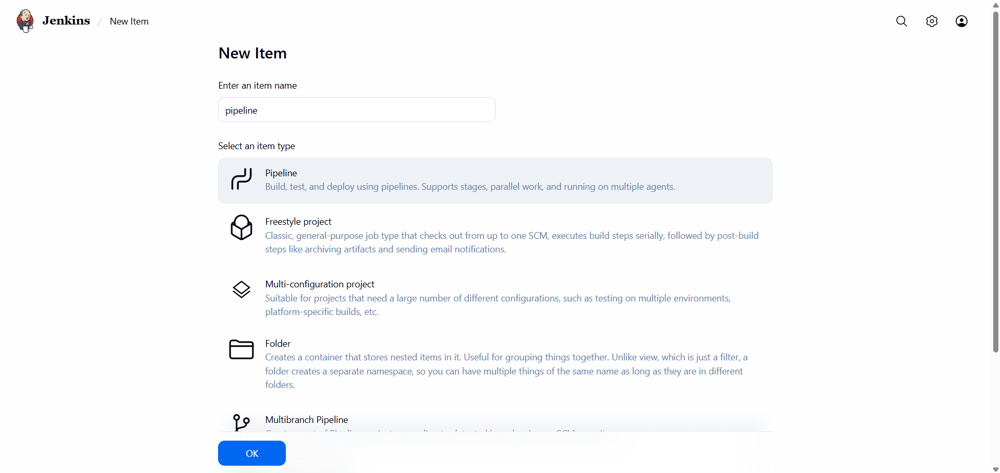 Jenkins / New Item
New Item
Enter an item name
pipeline
Select an item type
Pipeline
Build, test, and deploy using pipelines. Supports stages, parallel work, and running on multiple agents.
Freestyle project
Classic, general-purpose job type that checks out from up to one SCM, executes build steps serially, followed by post-build
steps like archiving artifacts and sending email notifications.
Multi-configuration project
Suitable for projects that need a large number of different configurations, such as testing on multiple environments,
platform-specific builds, etc.
Folder
Creates a container that stores nested items in it. Useful for grouping things together. Unlike view, which is just a filter, a
folder creates a separate namespace, so you can have multiple things of the same name as long as they are in different
folders.
Multibranch Pipeline
OK